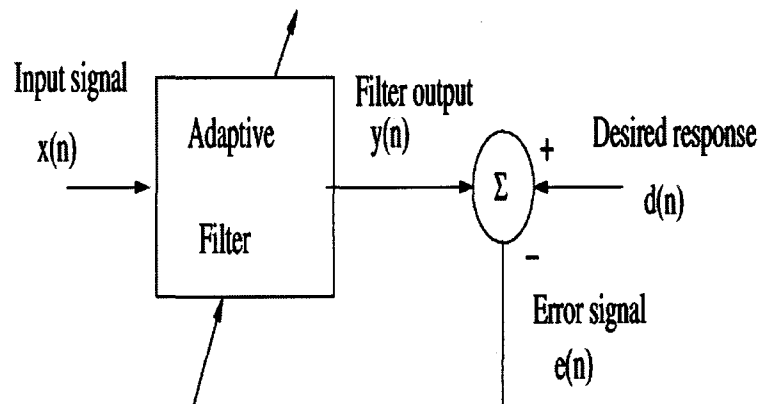 Input signal
x(n)
Adaptive
Filter
Filter output
y(n)
Σ
+
-
Desired response
d(n)
Error signal
e(n)